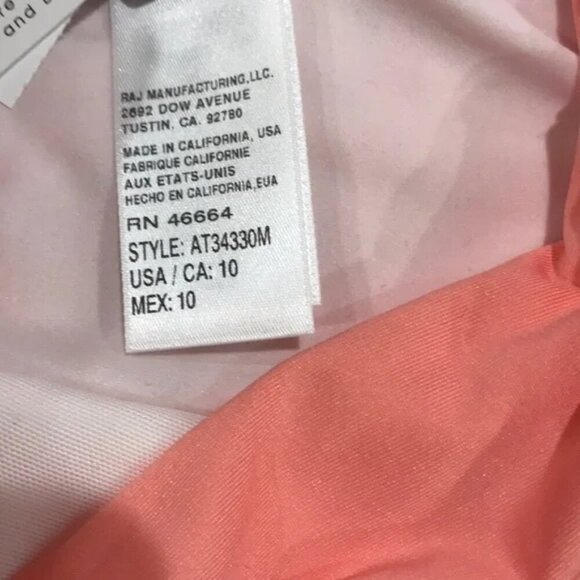 and
RAJ MANUFACTURING,LLC.
2692 DOW AVENUE
TUSTIN, CA. 92780
MADE IN CALIFORNIA, USA
FABRIQUE CALIFORNIE
AUX ETATS-UNIS
HECHO EN CALIFORNIA,EUA
RN 46664
STYLE: AT34330M
USA / CA: 10
MEX: 10